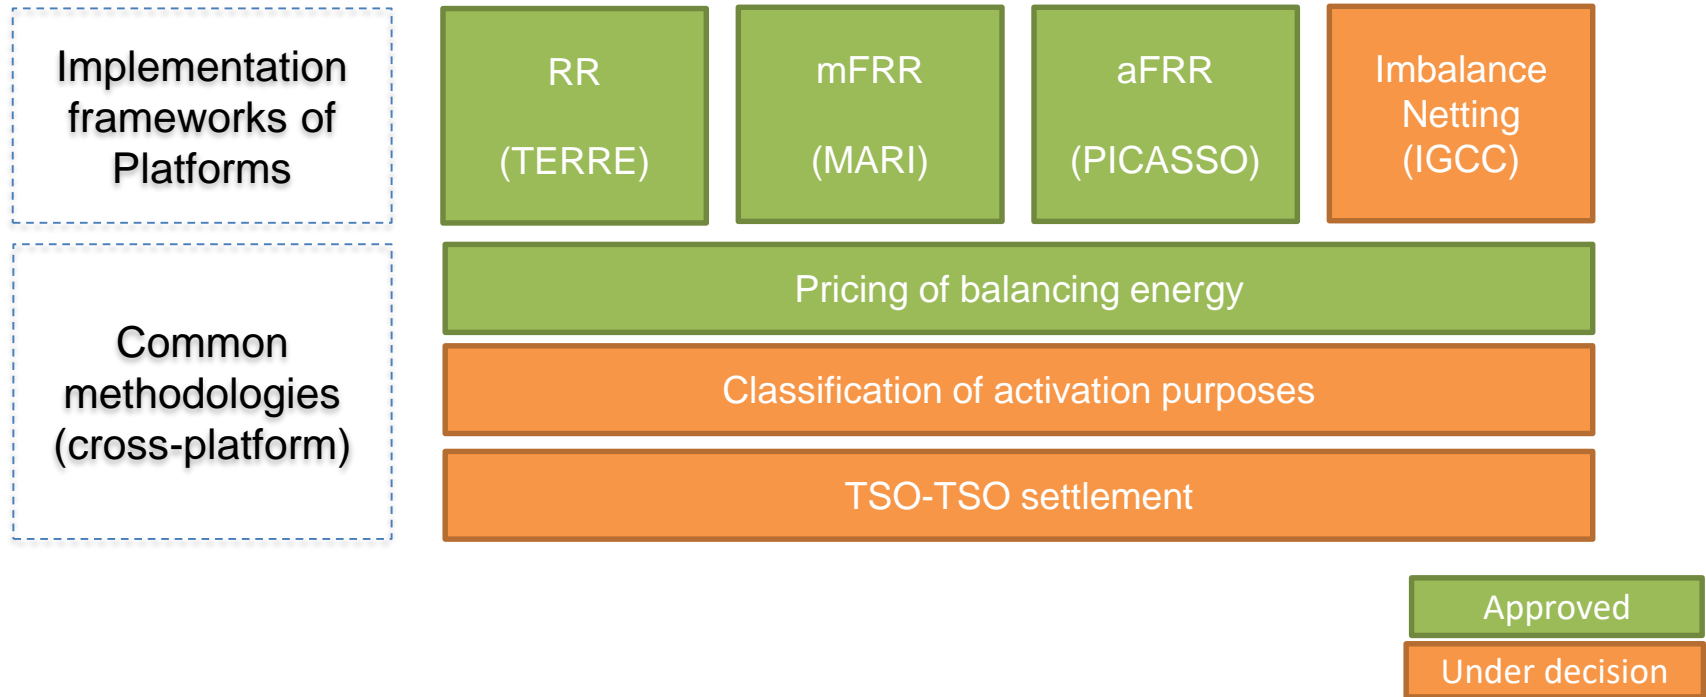 Implementation
frameworks of
Platforms
RR
(TERRE)
mFRR
(MARI)
aFRR
(PICASSO)
Imbalance
Netting
(IGCC)
Common
methodologies
(cross-platform)
Pricing of balancing energy
Classification of activation purposes
TSO-TSO settlement
Approved
Under decision